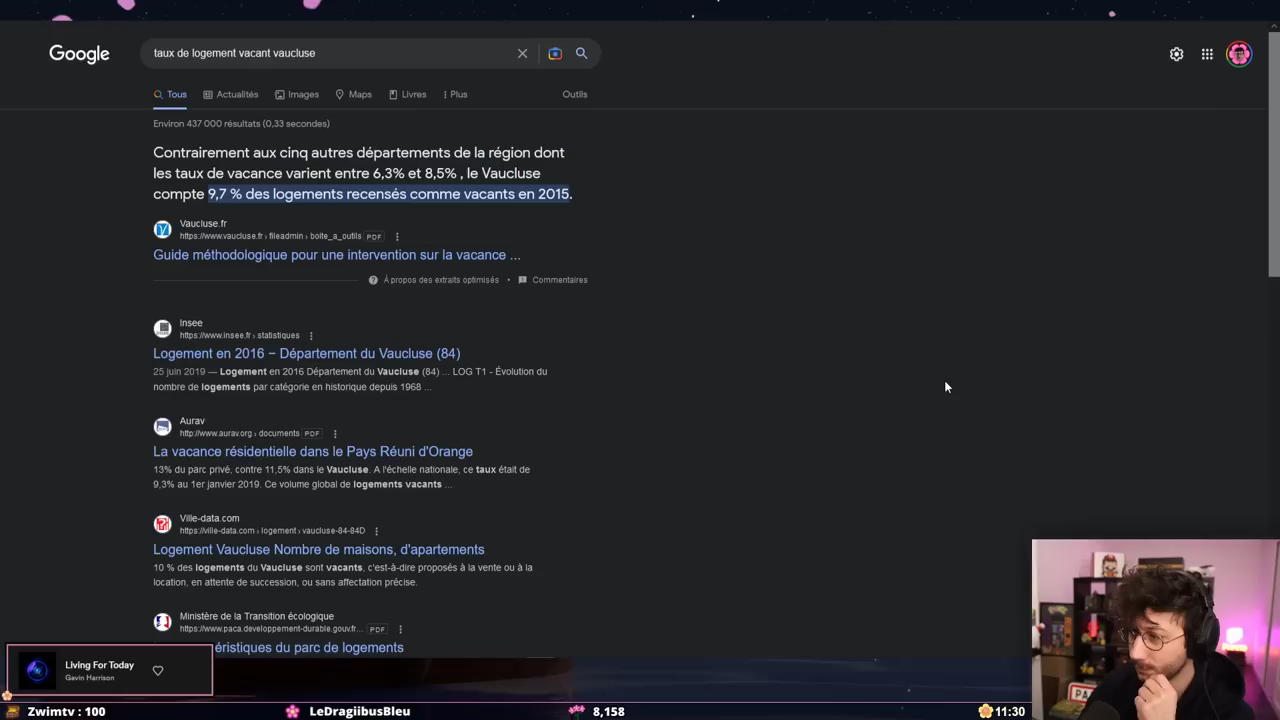 Google
taux de logement vacant vaucluse
Tous
Actualités
Images
Maps
Livres
Plus
Outils
Environ 437 000 résultats (0,33 secondes)
Contrairement aux cinq autres départements de la région dont
les taux de vacance varient entre 6,3% et 8,5% , le Vaucluse
compte 9,7 % des logements recensés comme vacants en 2015.
Vaucluse.fr
https://www.vaucluse.fr › fileadmin › boite_a_outils PDF
Guide méthodologique pour une intervention sur la vacance ...
À propos des extraits optimisés • Commentaires
Insee
https://www.insee.fr › statistiques
Logement en 2016 − Département du Vaucluse (84)
25 juin 2019 — Logement en 2016 Département du Vaucluse (84) ... LOG T1 - Évolution du
nombre de logements par catégorie en historique depuis 1968 ...
Aurav
http://www.aurav.org › documents PDF
La vacance résidentielle dans le Pays Réuni d'Orange
13% du parc privé, contre 11,5% dans le Vaucluse. A l'échelle nationale, ce taux était de
9,3% au 1er janvier 2019. Ce volume global de logements vacants ...
Ville-data.com
https://ville-data.com › logement › vaucluse-84-84D
Logement Vaucluse Nombre de maisons, d'apartements
10 % des logements du Vaucluse sont vacants, c'est-à-dire proposés à la vente ou à la
location, en attente de succession, ou sans affectation précise.
Ministère de la Transition écologique
https://www.paca.developpement-durable.gouv.fr... PDF
éristiques du parc de logements
Living For Today
Gavin Harrison
Zwimtv : 100
LeDragiibusBleu
8,158
11:30